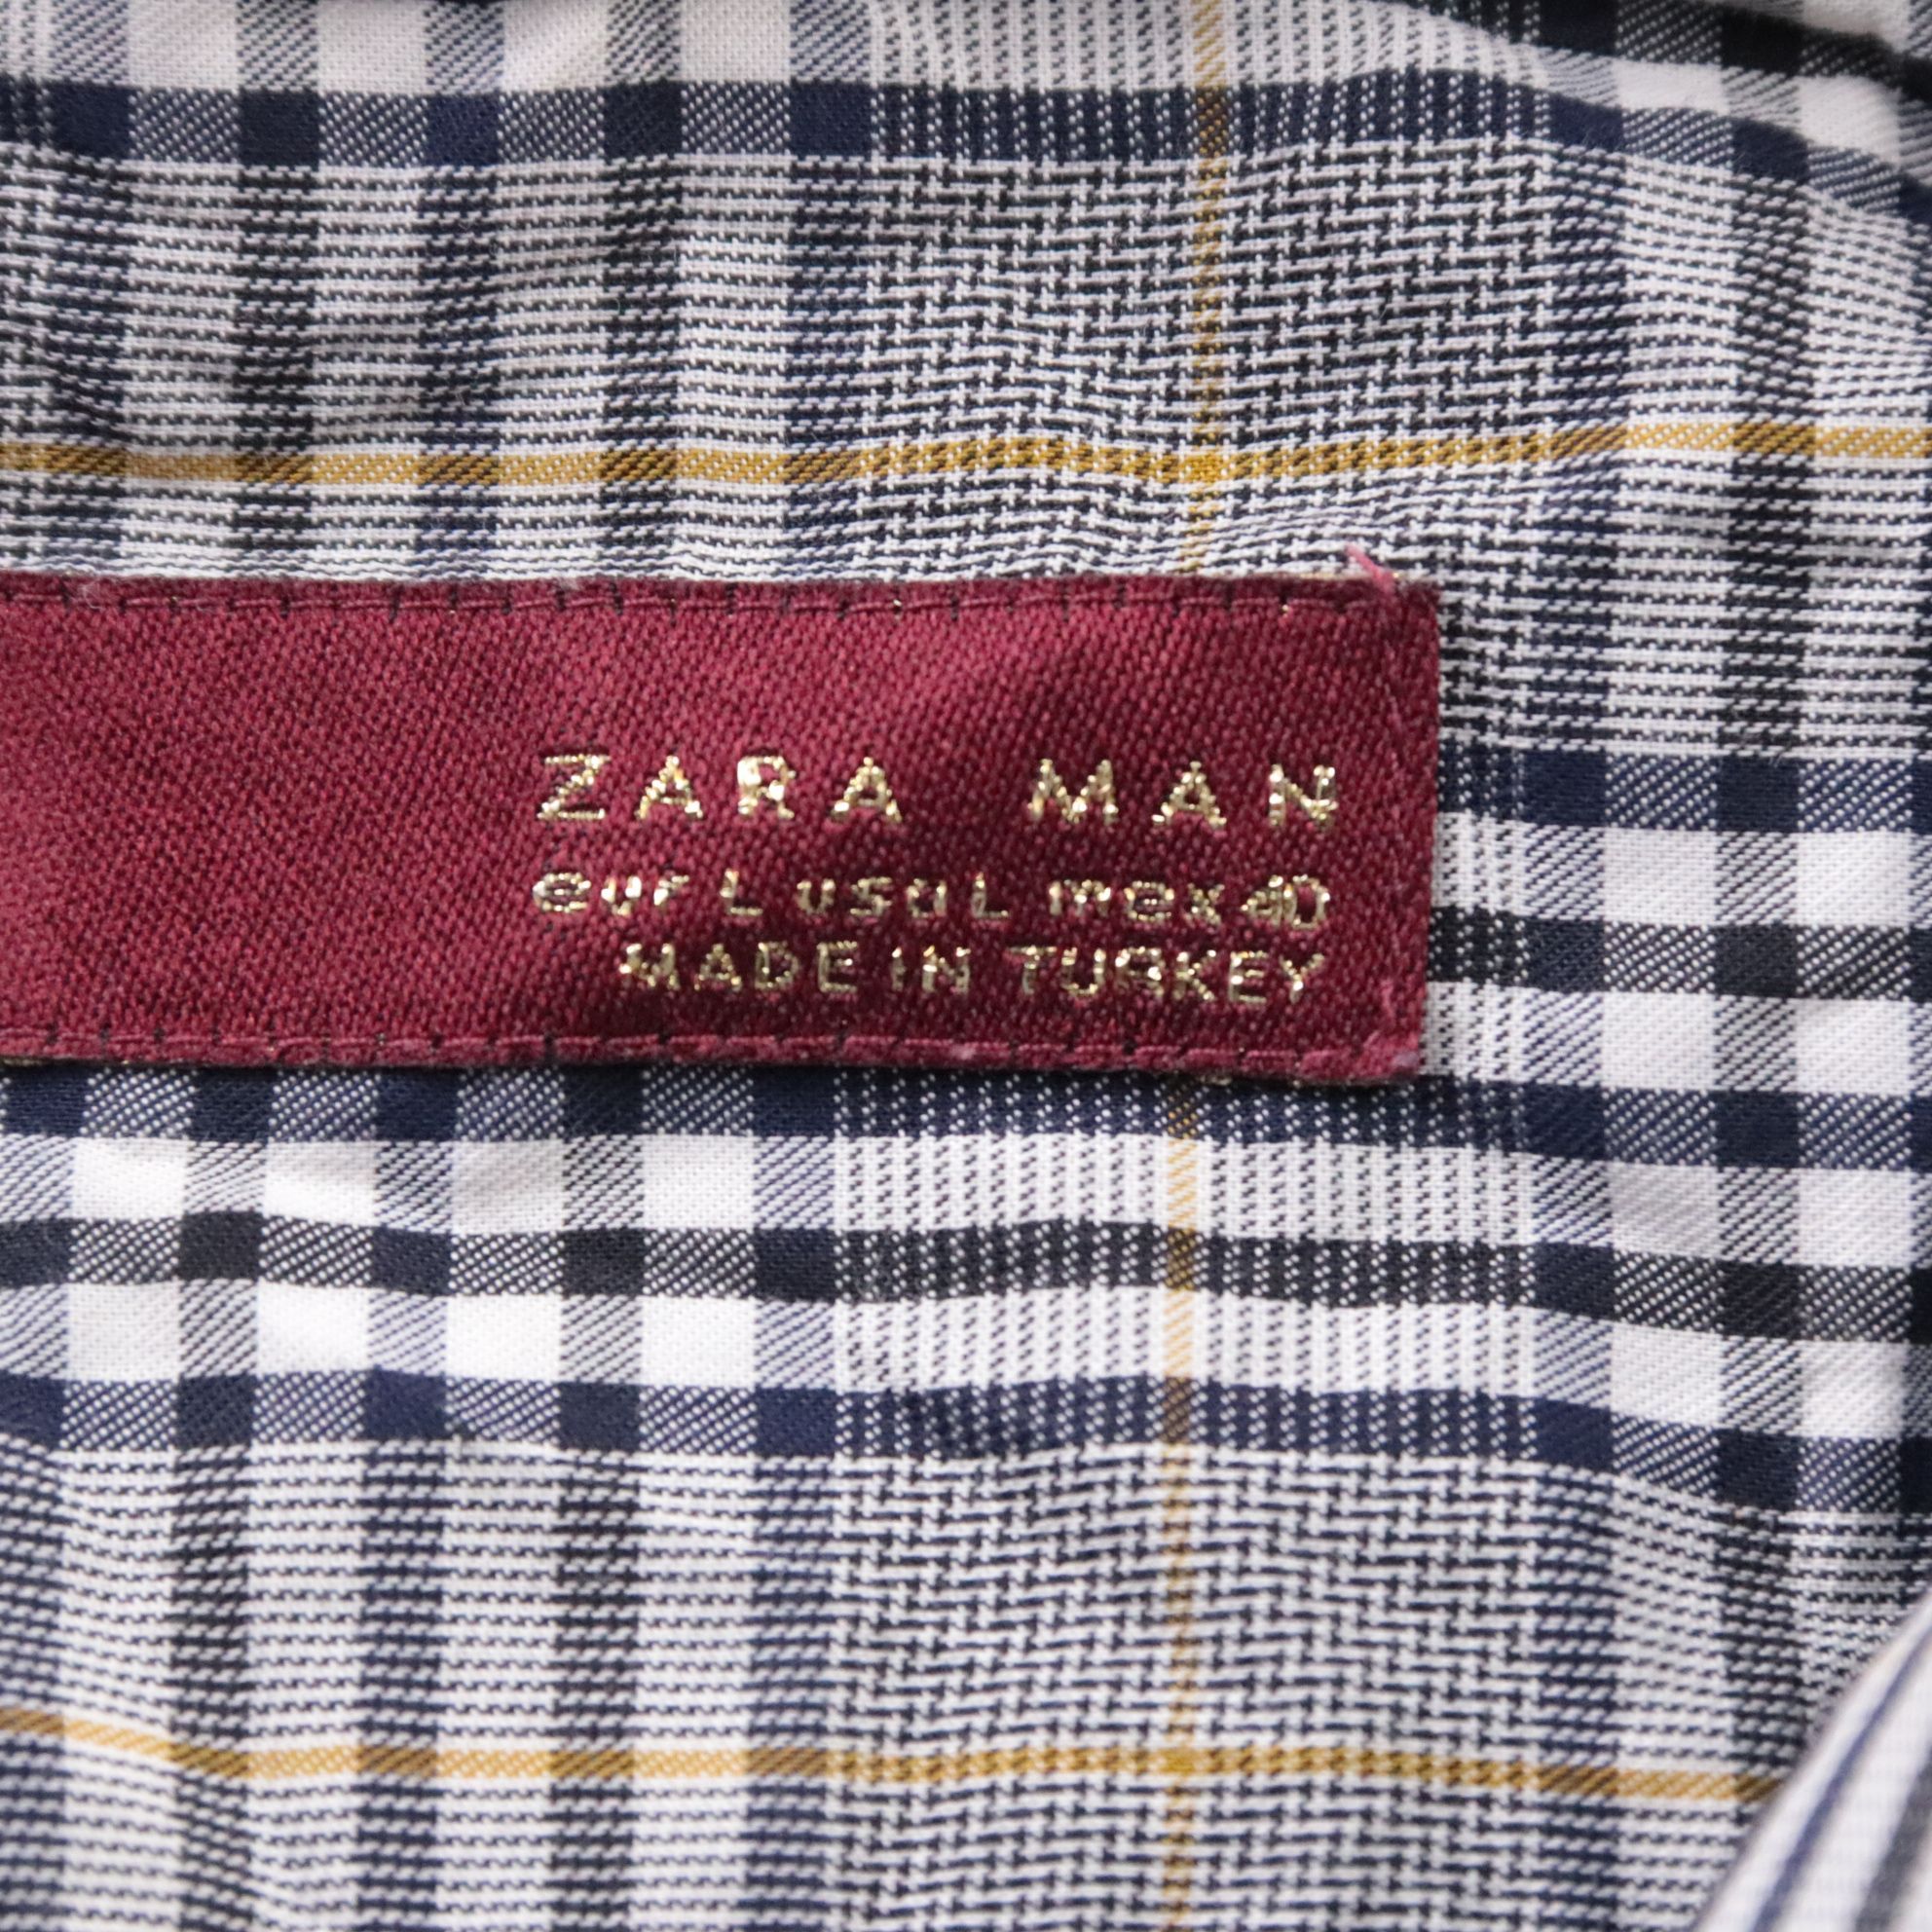 ZARA MAN
eur L usa L mex 40
MADE IN TURKEY